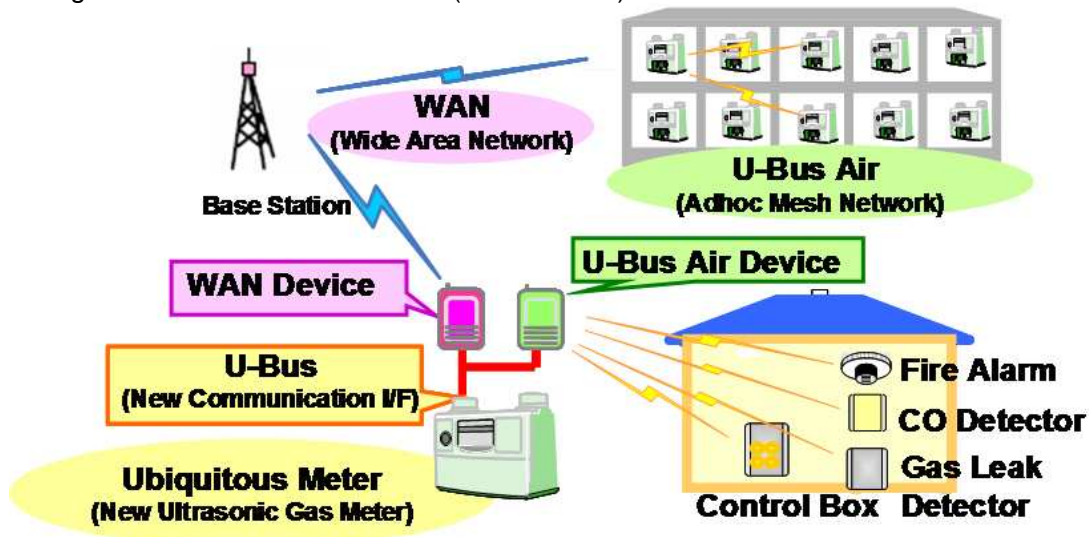 WAN
(Wide Area Network)
U-Bus Air
(Adhoc Mesh Network)
Base Station
U-Bus Air Device
WAN Device
U-Bus
(New Communication I/F)
Fire Alarm
CO Detector
Gas Leak
Detector
Control Box
Ubiquitous Meter
(New Ultrasonic Gas Meter)